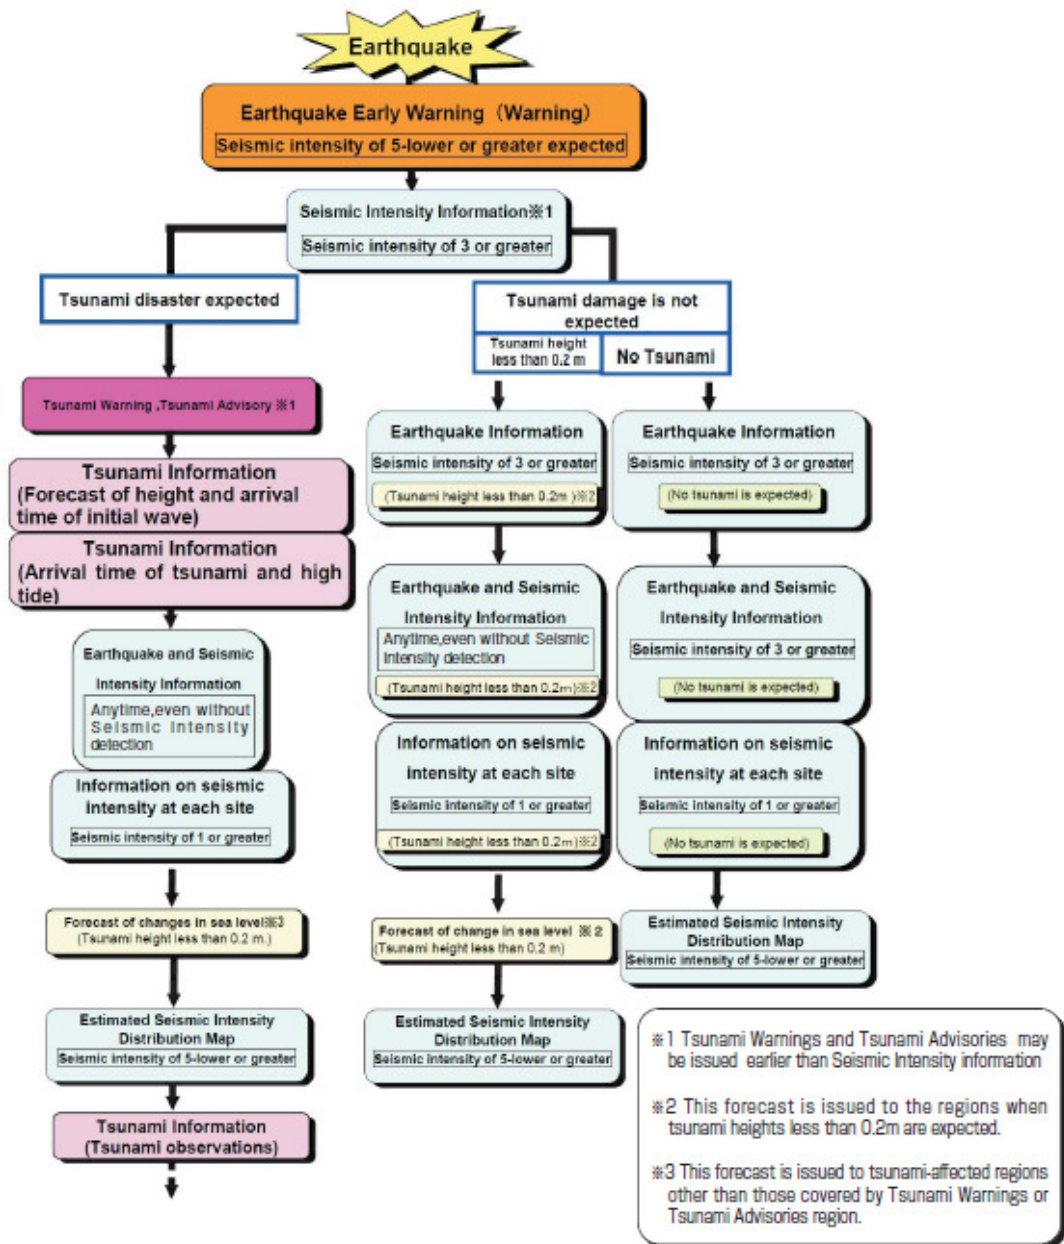 Earthquake
Earthquake Early Warning（Warning）
Seismic intensity of 5-lower or greater expected
Seismic Intensity Information※1
Seismic intensity of 3 or greater
Tsunami disaster expected
Tsunami Warning ,Tsunami Advisory ※1
Tsunami Information
(Forecast of height and arrival
time of initial wave)
Tsunami Information
(Arrival time of tsunami and high
tide)
Earthquake and Seismic
Intensity Information
Anytime,even without
Seismic Intensity
detection
Information on seismic
intensity at each site
Seismic intensity of 1 or greater
Forecast of changes in sea level※3
(Tsunami height less than 0.2 m.)
Estimated Seismic Intensity
Distribution Map
Seismic intensity of 5-lower or greater
Tsunami Information
(Tsunami observations)
Tsunami damage is not
expected
Tsunami height
less than 0.2 m
No Tsunami
Earthquake Information
Seismic intensity of 3 or greater
(Tsunami height less than 0.2m )※2
Earthquake and Seismic
Intensity Information
Anytime,even without Seismic
Intensity detection
(Tsunami height less than 0.2m)※2
Information on seismic
intensity at each site
Seismic intensity of 1 or greater
(Tsunami height less than 0.2m)※2
Forecast of change in sea level ※2
(Tsunami height less than 0.2 m)
Estimated Seismic Intensity
Distribution Map
Seismic intensity of 5-lower or greater
Earthquake Information
Seismic intensity of 3 or greater
(No tsunami is expected)
Earthquake and Seismic
Intensity Information
Seismic intensity of 3 or greater
(No tsunami is expected)
Information on seismic
intensity at each site
Seismic intensity of 1 or greater
(No tsunami is expected)
Estimated Seismic Intensity
Distribution Map
Seismic intensity of 5-lower or greater
※1 Tsunami Warnings and Tsunami Advisories may
be issued earlier than Seismic Intensity information
※2 This forecast is issued to the regions when
tsunami heights less than 0.2m are expected.
※3 This forecast is issued to tsunami-affected regions
other than those covered by Tsunami Warnings or
Tsunami Advisories region.